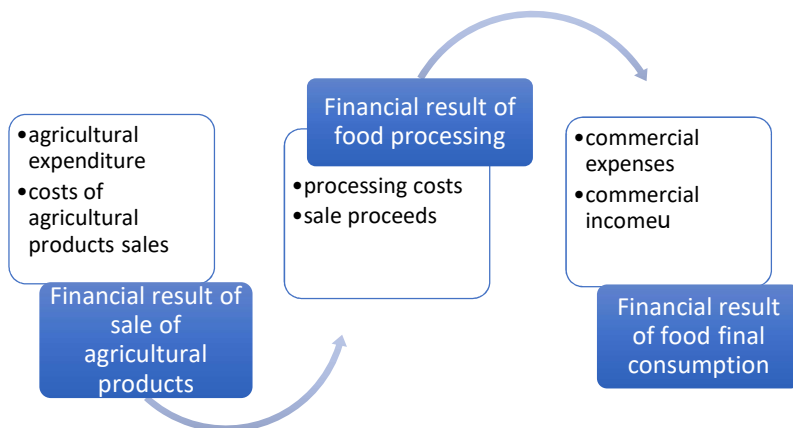 •agricultural
expenditure
•costs of
agricultural
products sales
Financial result of
sale of
agricultural
products
Financial result of
food processing
•processing costs
•sale proceeds
•commercial
expenses
•commercial
incomeu
Financial result
of food final
consumption